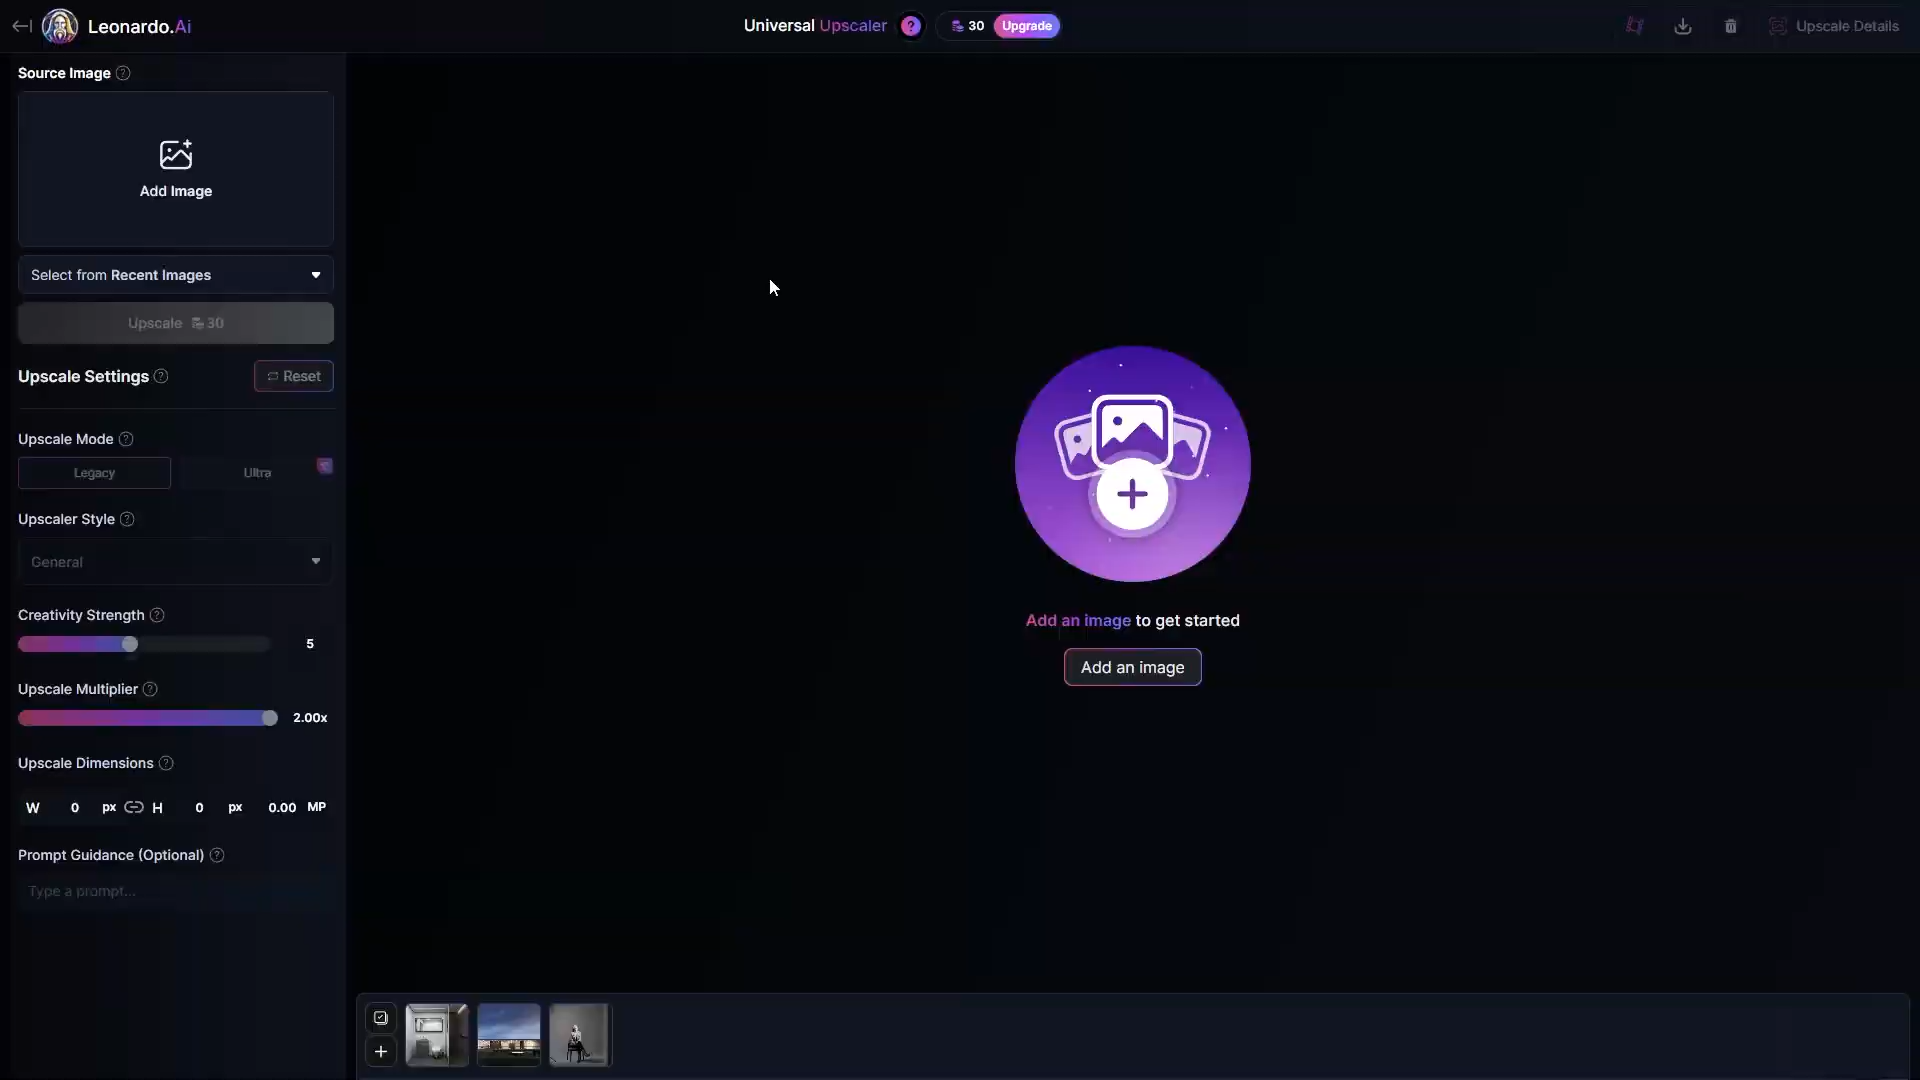 Leonardo.Ai
Universal Upscaler ? 30 Upgrade
Upscale Details
Source Image ?
Add Image
Select from Recent Images
Upscale 30
Upscale Settings ? Reset
Upscale Mode ?
Legacy Ultra
Upscaler Style ?
General
Creativity Strength ?
5
Upscale Multiplier ?
2.00x
Upscale Dimensions ?
W 0 px H 0 px 0.00 MP
Prompt Guidance (Optional) ?
Type a prompt...
Add an image to get started
Add an image